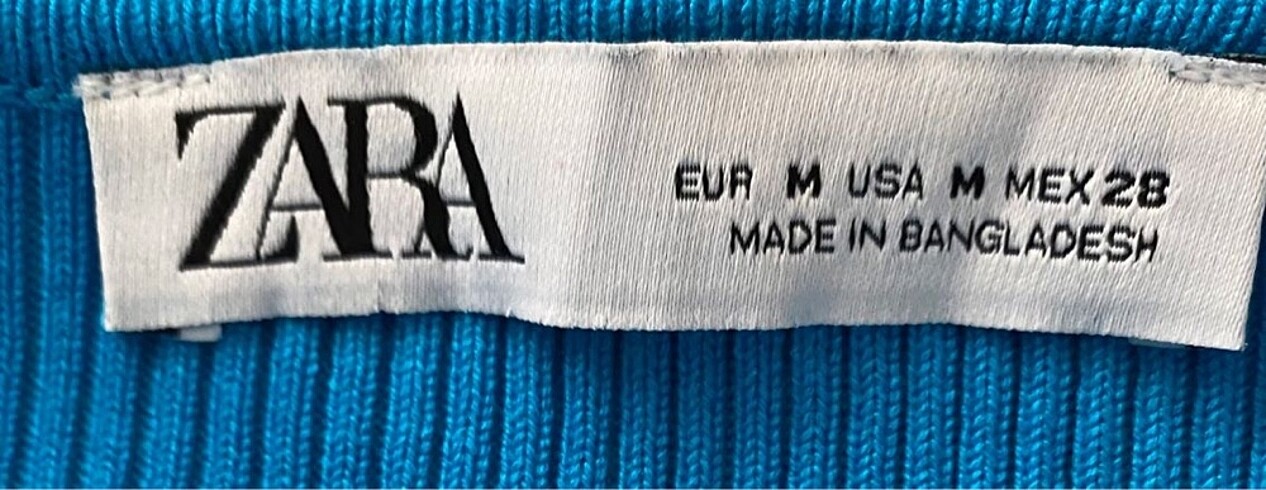 ZARA
EUR M USA M MEX 28
MADE IN BANGLADESH